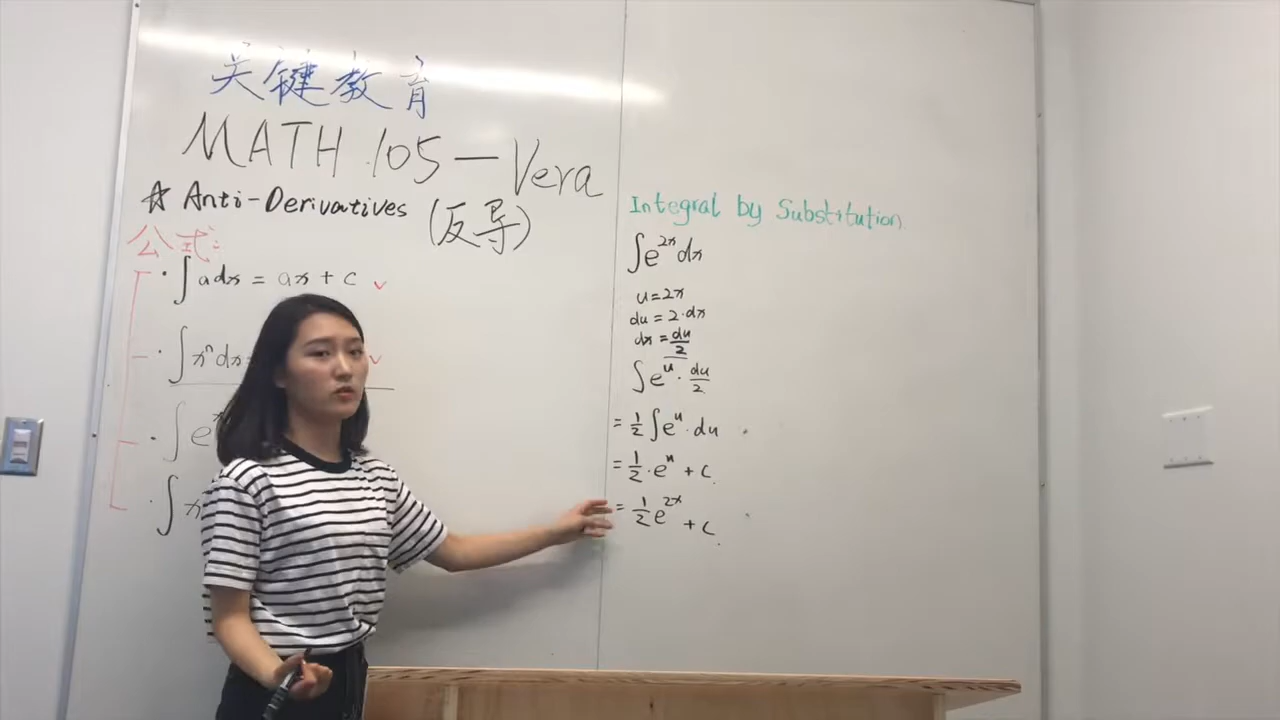 关键教育
MATH 105 — Vera
☆ Anti-Derivatives (反导)
公式:
· ∫ a dx = ax + c ✓
· ∫ xⁿ dx = ✓
· ∫ e
· ∫ x
Integral by Substitution.
∫ e²ˣ dx
u = 2x
du = 2·dx
dx = du/2
∫ eᵘ · du/2
= 1/2 ∫ eᵘ · du
= 1/2 · eᵘ + c.
= 1/2 e²ˣ + c.